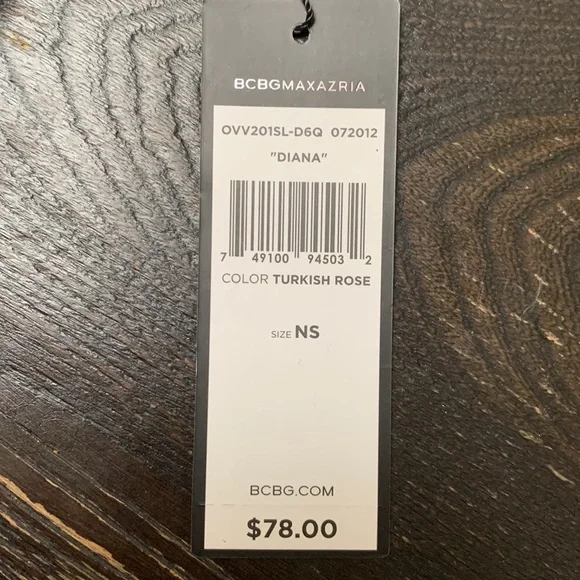 BCBGMAXAZRIA
OVV201SL-D6Q 072012
"DIANA"
7 49100 94503 2
COLOR TURKISH ROSE
SIZE NS
BCBG.COM
$78.00